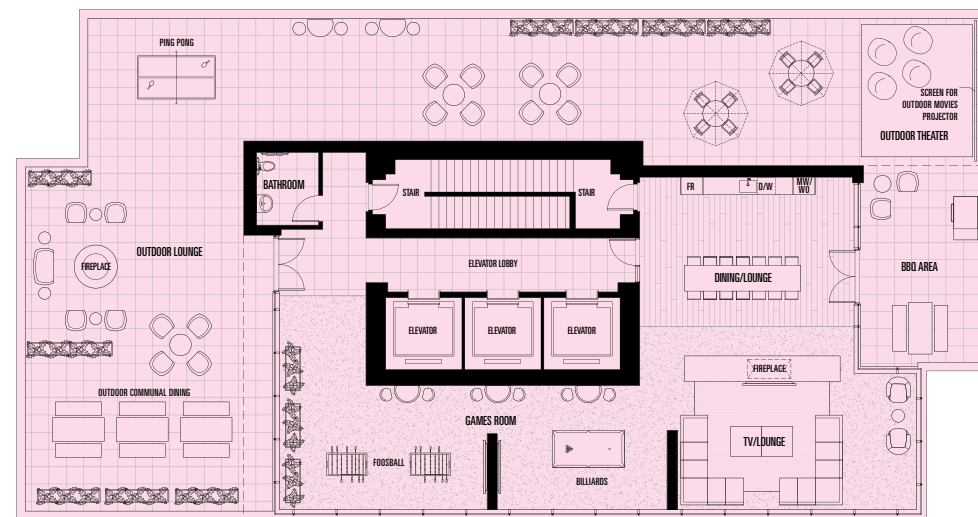 PING PONG
SCREEN FOR
OUTDOOR MOVIES
PROJECTOR
OUTDOOR THEATER
BATHROOM
STAIR
STAIR
FR
D/W
MW/
WO
OUTDOOR LOUNGE
FIREPLACE
ELEVATOR LOBBY
DINING/LOUNGE
BBQ AREA
ELEVATOR
ELEVATOR
ELEVATOR
FIREPLACE
OUTDOOR COMMUNAL DINING
GAMES ROOM
TV/LOUNGE
FOOSBALL
BILLIARDS